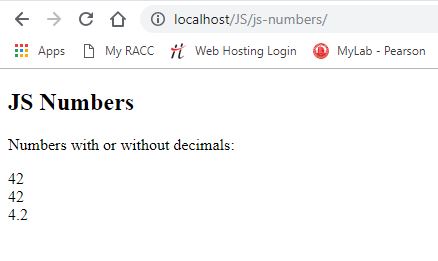 localhost/JS/js-numbers/
Apps My RACC Web Hosting Login MyLab - Pearson
JS Numbers
Numbers with or without decimals:
42
42
4.2